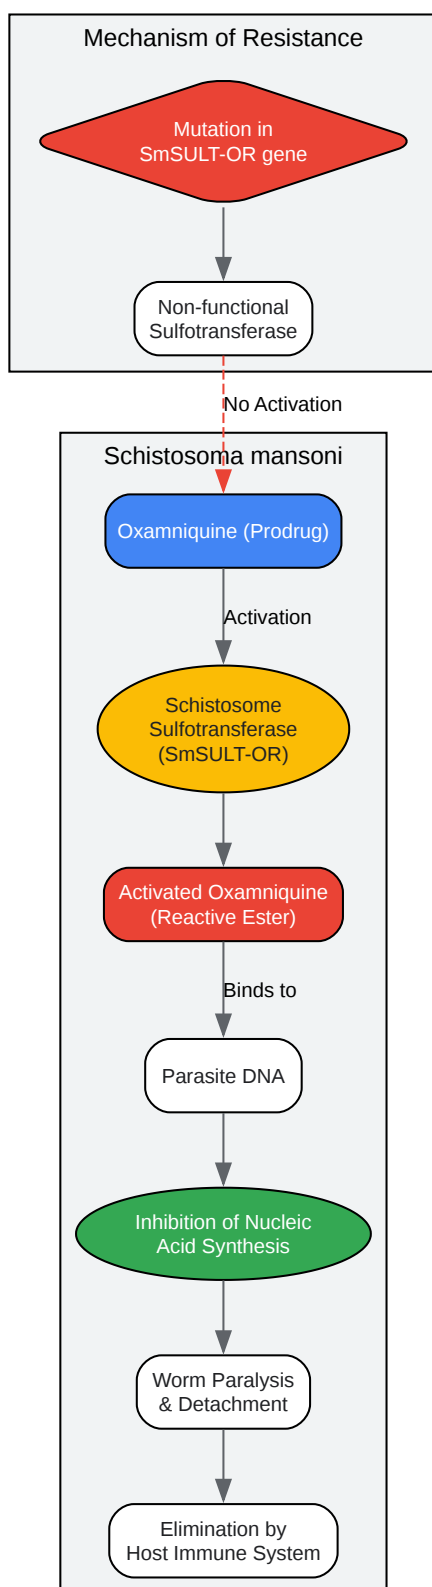 Mechanism of Resistance
Mutation in
SmSULT-OR gene
Non-functional
Sulfotransferase
No Activation
Schistosoma mansoni
Oxamniquine (Prodrug)
Activation
Schistosome
Sulfotransferase
(SmSULT-OR)
Activated Oxamniquine
(Reactive Ester)
Binds to
Parasite DNA
Inhibition of Nucleic
Acid Synthesis
Worm Paralysis
& Detachment
Elimination by
Host Immune System